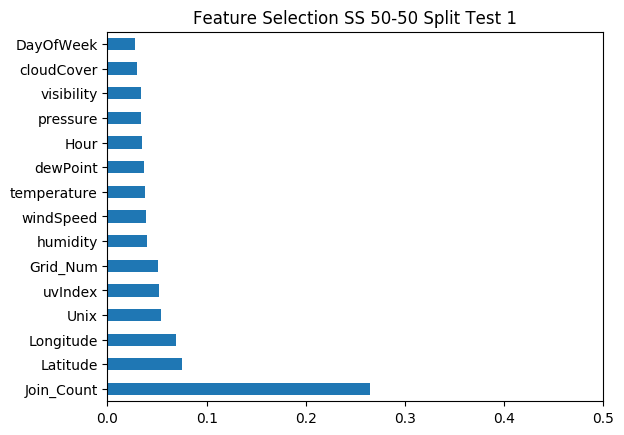 Feature Selection SS 50-50 Split Test 1
DayOfWeek
cloudCover
visibility
pressure
Hour
dewPoint
temperature
windSpeed
humidity
Grid_Num
uvIndex
Unix
Longitude
Latitude
Join_Count
0.0 0.1 0.2 0.3 0.4 0.5